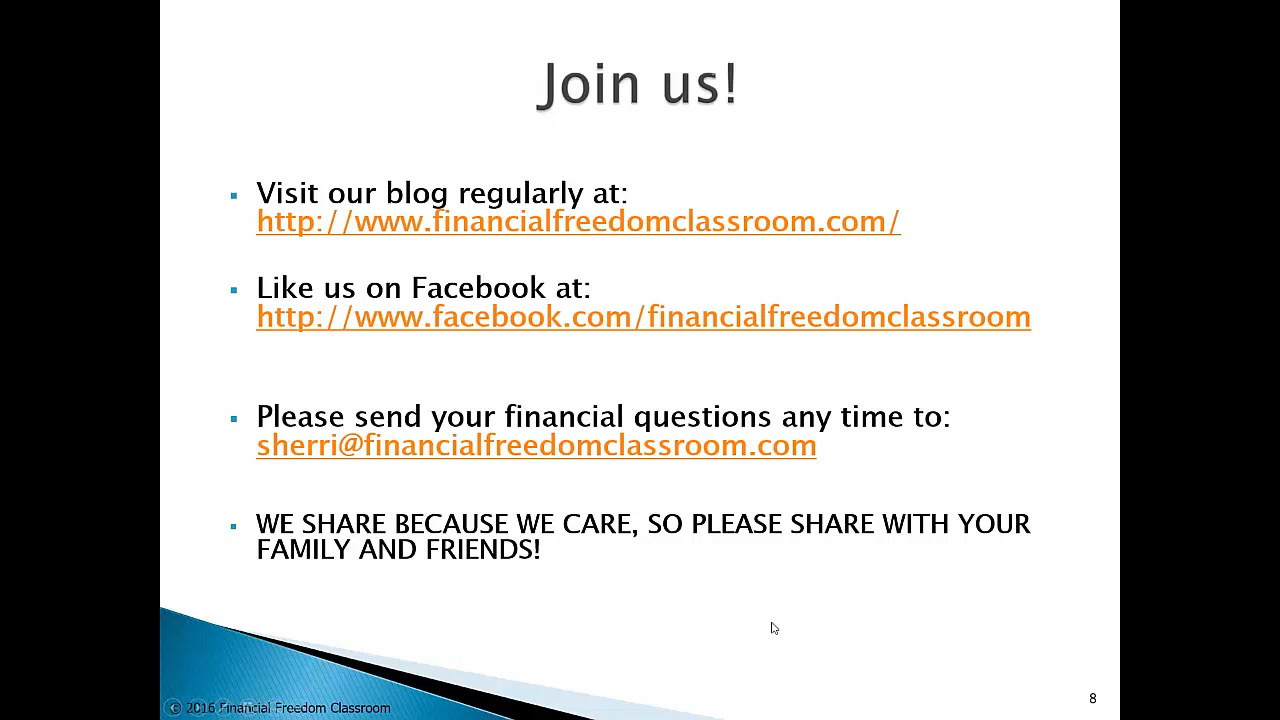 Join us!
Visit our blog regularly at:
http://www.financialfreedomclassroom.com/
Like us on Facebook at:
http://www.facebook.com/financialfreedomclassroom
Please send your financial questions any time to:
sherri@financialfreedomclassroom.com
WE SHARE BECAUSE WE CARE, SO PLEASE SHARE WITH YOUR
FAMILY AND FRIENDS!
© 2016 Financial Freedom Classroom
8